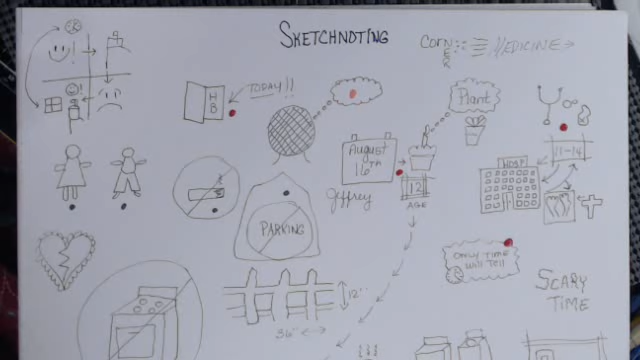 SKETCHNOTING
CORNER
MEDICINE
H
B
TODAY!!
Plant
AUGUST
16TH
Jeffrey
12
AGE
HOSP
11-14
PARKING
ONLY TIME
WILL TELL
12"
36"
SCARY
TIME